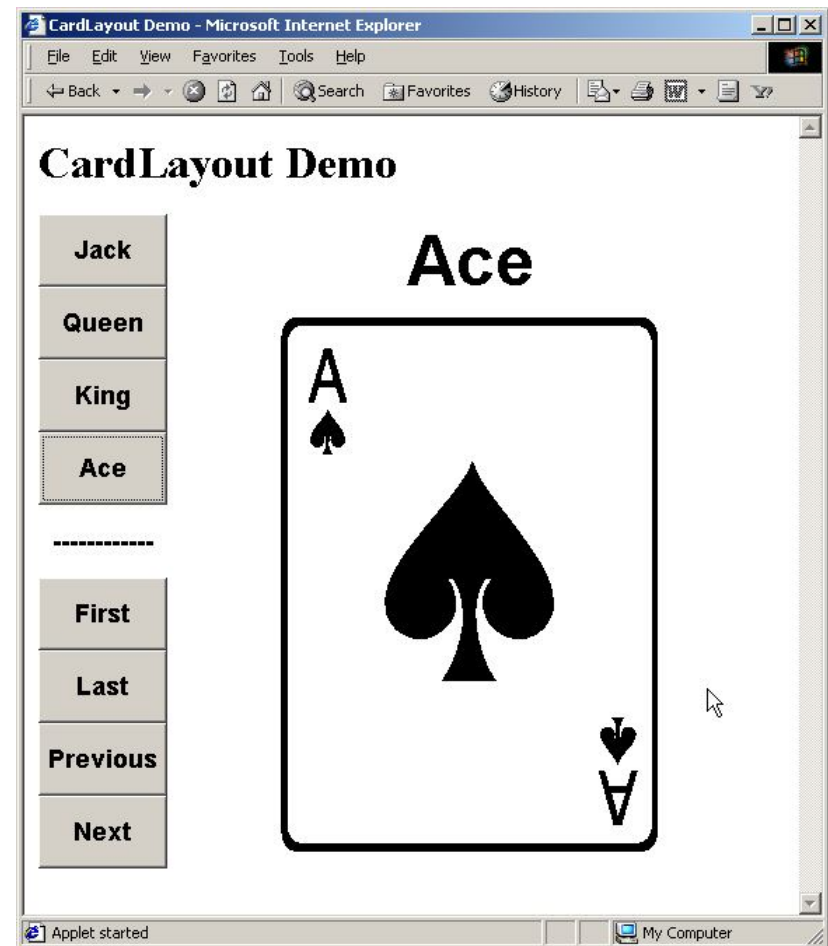 CardLayout Demo - Microsoft Internet Explorer
File Edit View Favorites Tools Help
Back Search Favorites History
CardLayout Demo
Jack
Queen
King
Ace
------------
First
Last
Previous
Next
Ace
A
A
Applet started My Computer